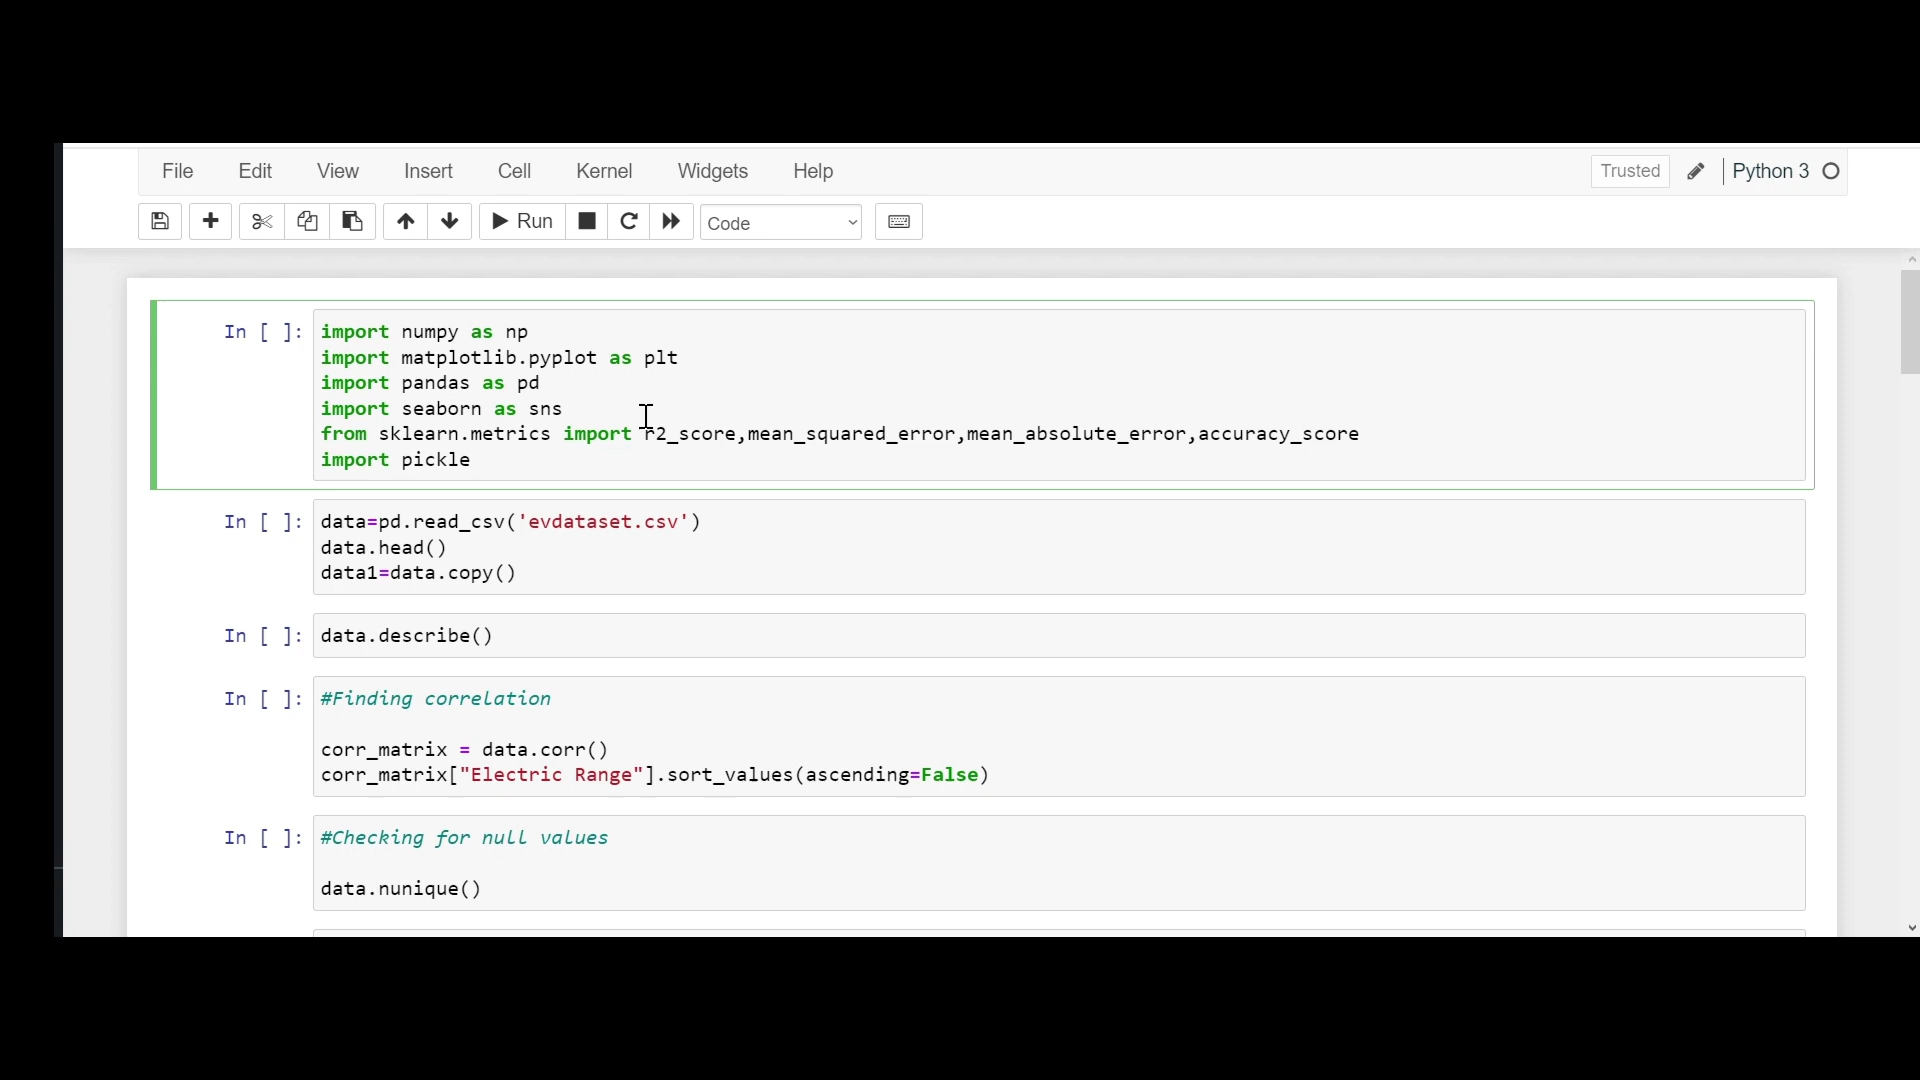 File Edit View Insert Cell Kernel Widgets Help Trusted Python 3
Run Code
In [ ]: import numpy as np
import matplotlib.pyplot as plt
import pandas as pd
import seaborn as sns
from sklearn.metrics import r2_score,mean_squared_error,mean_absolute_error,accuracy_score
import pickle
In [ ]: data=pd.read_csv('evdataset.csv')
data.head()
data1=data.copy()
In [ ]: data.describe()
In [ ]: #Finding correlation
corr_matrix = data.corr()
corr_matrix["Electric Range"].sort_values(ascending=False)
In [ ]: #Checking for null values
data.nunique()